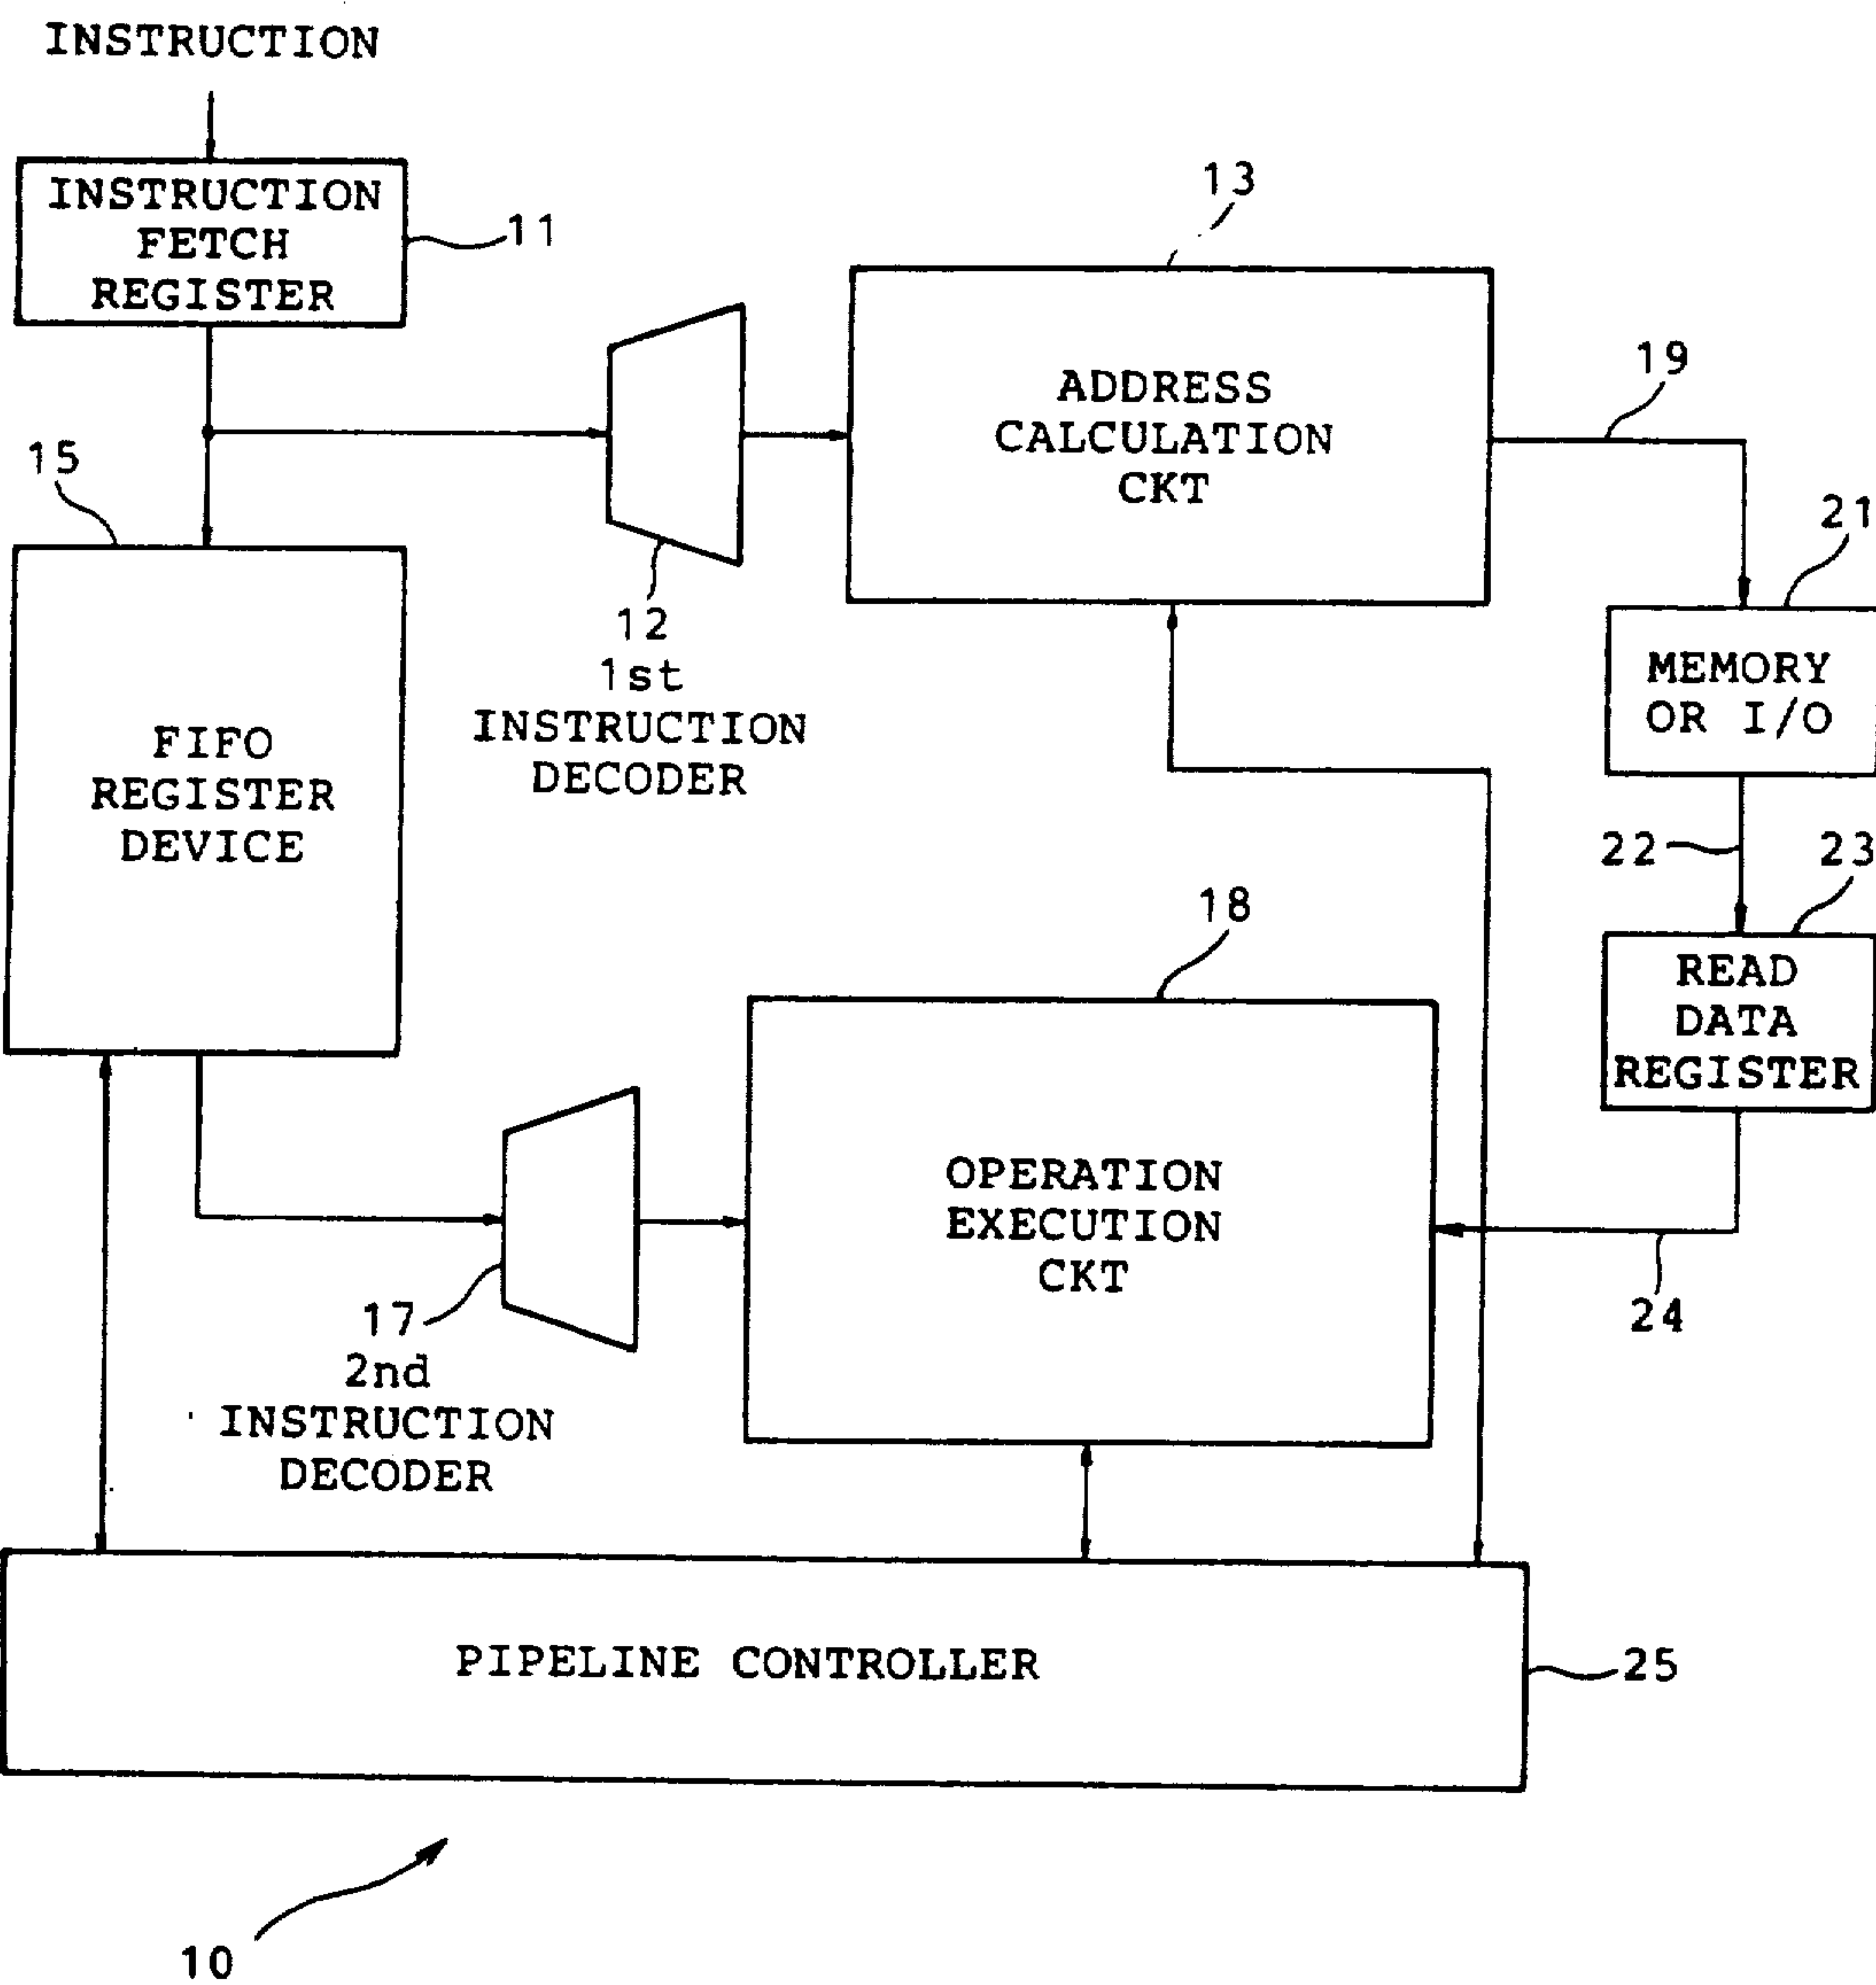 INSTRUCTION
INSTRUCTION
FETCH
REGISTER
11
13
ADDRESS
CALCULATION
CKT
19
15
12
1st
INSTRUCTION
DECODER
21
MEMORY
OR I/O
FIFO
REGISTER
DEVICE
22
23
READ
DATA
REGISTER
18
OPERATION
EXECUTION
CKT
24
17
2nd
INSTRUCTION
DECODER
PIPELINE CONTROLLER
25
10